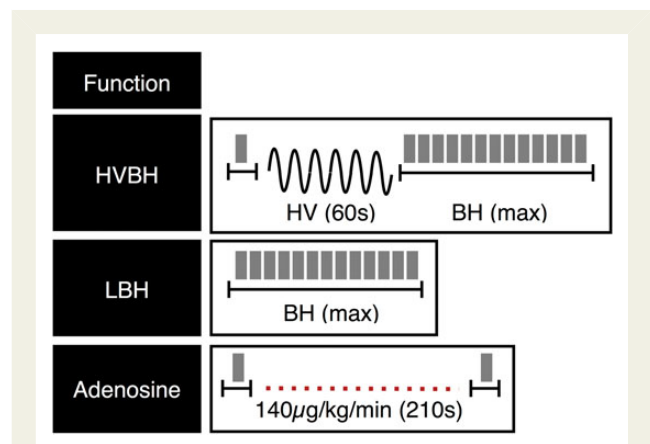 Function
HVBH
HV (60s)
BH (max)
LBH
BH (max)
Adenosine
140µg/kg/min (210s)